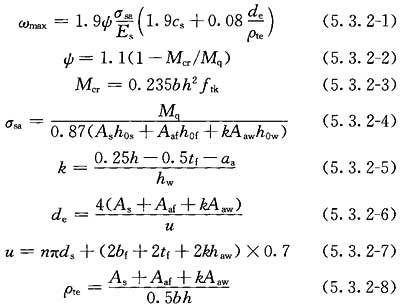 ω_max = 1.9ψ σ_sa/E_s (1.9c_s + 0.08 d_e/ρ_te) (5.3.2-1)
ψ = 1.1(1 − M_cr/M_q) (5.3.2-2)
M_cr = 0.235bh² f_tk (5.3.2-3)
σ_sa = M_q/0.87(A_s h_0s + A_af h_0f + kA_aw h_0w) (5.3.2-4)
k = 0.25h − 0.5t_f − a_a/h_w (5.3.2-5)
d_e = 4(A_s + A_af + kA_aw)/u (5.3.2-6)
u = nπd_s + (2b_f + 2t_f + 2kh_aw) × 0.7 (5.3.2-7)
ρ_te = A_s + A_af + kA_aw/0.5bh (5.3.2-8)